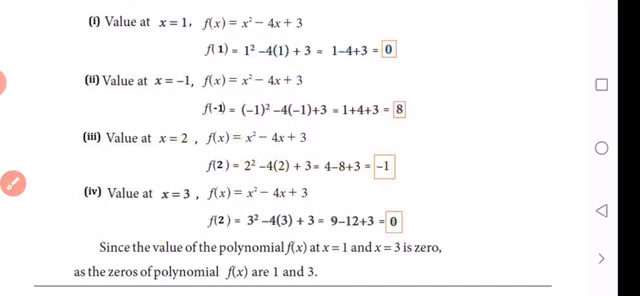 (i) Value at x = 1, f(x) = x² − 4x + 3
f(1) = 1² −4(1) + 3 = 1−4+3 = 0
(ii) Value at x = −1, f(x) = x² − 4x + 3
f(-1) = (−1)² −4(−1)+3 = 1+4+3 = 8
(iii) Value at x = 2 , f(x) = x² − 4x + 3
f(2) = 2² −4(2) + 3 = 4−8+3 = −1
(iv) Value at x = 3 , f(x) = x² − 4x + 3
f(2) = 3² −4(3) + 3 = 9−12+3 = 0
Since the value of the polynomial f(x) at x = 1 and x = 3 is zero,
as the zeros of polynomial f(x) are 1 and 3.